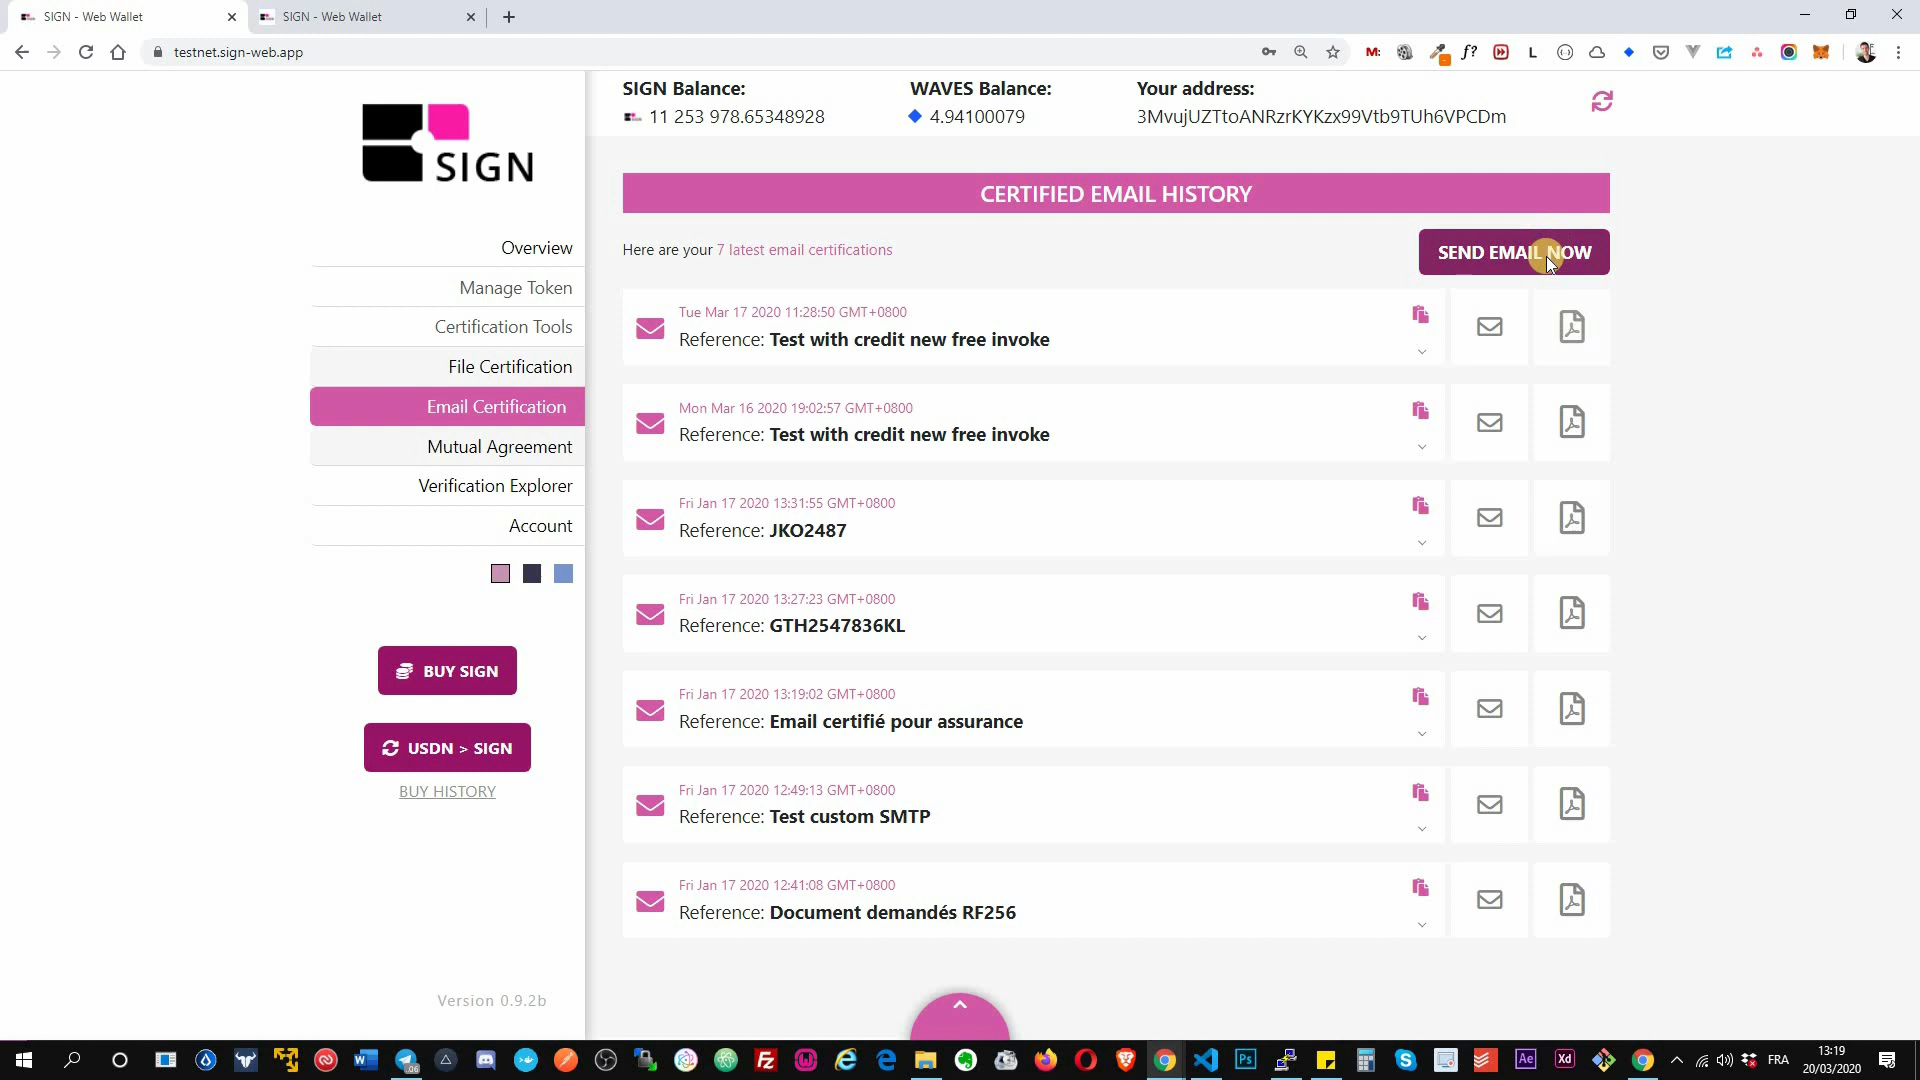 SIGN - Web Wallet
SIGN - Web Wallet
testnet.sign-web.app
SIGN Balance:
11 253 978.65348928
WAVES Balance:
4.94100079
Your address:
3MvujUZTtoANRzrKYKzx99Vtb9TUh6VPCDm
SIGN
Overview
Manage Token
Certification Tools
File Certification
Email Certification
Mutual Agreement
Verification Explorer
Account
BUY SIGN
USDN > SIGN
BUY HISTORY
Version 0.9.2b
CERTIFIED EMAIL HISTORY
Here are your 7 latest email certifications
SEND EMAIL NOW
Tue Mar 17 2020 11:28:50 GMT+0800
Reference: Test with credit new free invoke
Mon Mar 16 2020 19:02:57 GMT+0800
Reference: Test with credit new free invoke
Fri Jan 17 2020 13:31:55 GMT+0800
Reference: JKO2487
Fri Jan 17 2020 13:27:23 GMT+0800
Reference: GTH2547836KL
Fri Jan 17 2020 13:19:02 GMT+0800
Reference: Email certifié pour assurance
Fri Jan 17 2020 12:49:13 GMT+0800
Reference: Test custom SMTP
Fri Jan 17 2020 12:41:08 GMT+0800
Reference: Document demandés RF256
FRA
13:19
20/03/2020